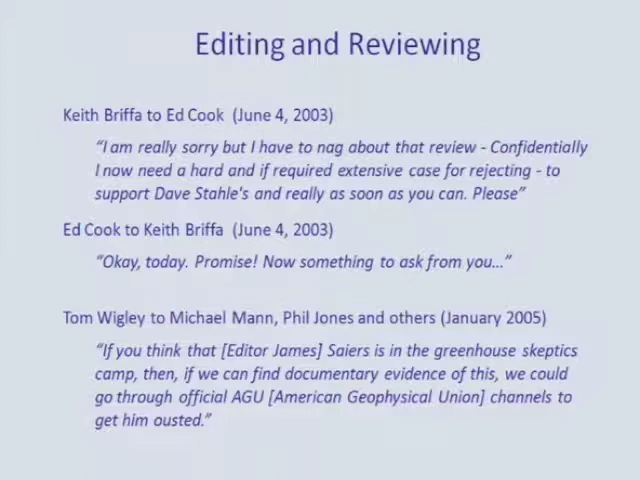 Editing and Reviewing
Keith Briffa to Ed Cook (June 4, 2003)
“I am really sorry but I have to nag about that review - Confidentially
I now need a hard and if required extensive case for rejecting - to
support Dave Stahle's and really as soon as you can. Please”
Ed Cook to Keith Briffa (June 4, 2003)
“Okay, today. Promise! Now something to ask from you…”
Tom Wigley to Michael Mann, Phil Jones and others (January 2005)
“If you think that [Editor James] Saiers is in the greenhouse skeptics
camp, then, if we can find documentary evidence of this, we could
go through official AGU [American Geophysical Union] channels to
get him ousted.”